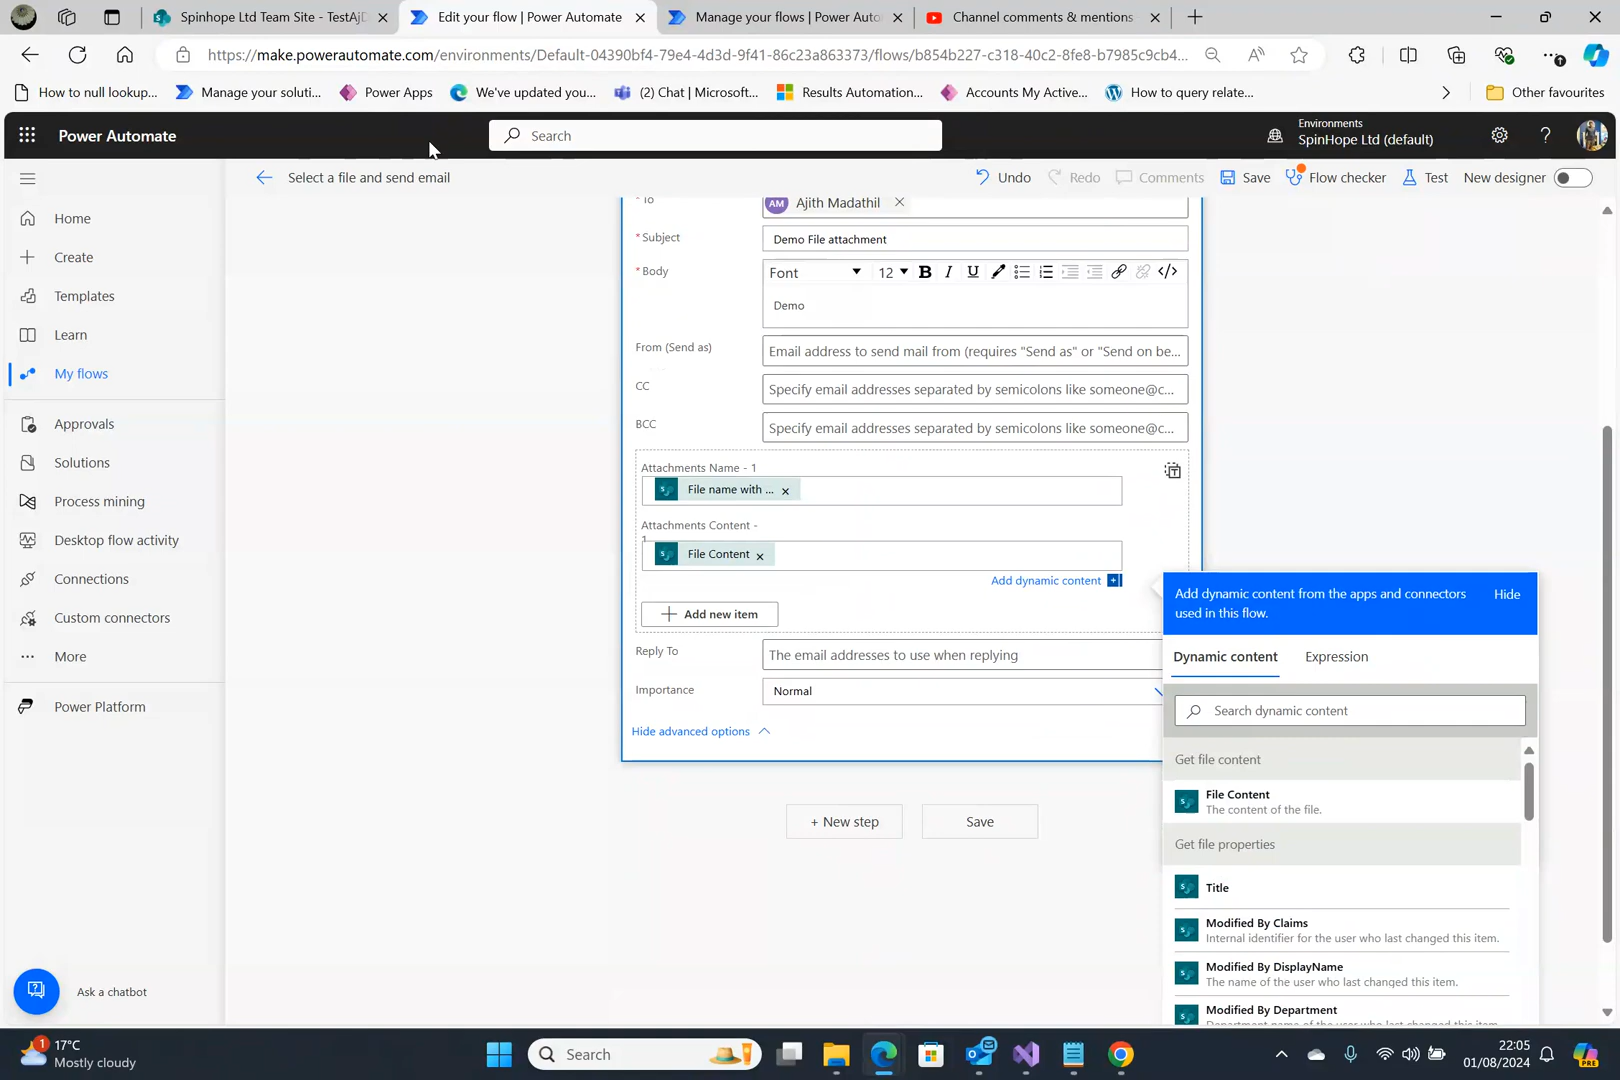 Spinhope Ltd Team Site - TestAjD
Edit your flow | Power Automate
Manage your flows | Power Auto
Channel comments & mentions
https://make.powerautomate.com/environments/Default-04390bf4-79e4-4d3d-9f41-86c23a863373/flows/b854b227-c318-40c2-8fe8-b7985c9cb4...
How to null lookup...
Manage your soluti...
Power Apps
We've updated you...
(2) Chat | Microsoft...
Results Automation...
Accounts My Active...
How to query relate...
Other favourites
Power Automate
Search
Environments
SpinHope Ltd (default)
Select a file and send email
Undo
Redo
Comments
Save
Flow checker
Test
New designer
Home
Create
Templates
Learn
My flows
Approvals
Solutions
Process mining
Desktop flow activity
Connections
Custom connectors
More
Power Platform
Ask a chatbot
* To
AM Ajith Madathil
* Subject
Demo File attachment
* Body
Font
12
Demo
From (Send as)
Email address to send mail from (requires "Send as" or "Send on be...
CC
Specify email addresses separated by semicolons like someone@c...
BCC
Specify email addresses separated by semicolons like someone@c...
Attachments Name - 1
File name with ...
Attachments Content -
1
File Content
Add dynamic content
Add new item
Reply To
The email addresses to use when replying
Importance
Normal
Hide advanced options
+ New step
Save
Add dynamic content from the apps and connectors
used in this flow.
Hide
Dynamic content
Expression
Search dynamic content
Get file content
File Content
The content of the file.
Get file properties
Title
Modified By Claims
Internal identifier for the user who last changed this item.
Modified By DisplayName
The name of the user who last changed this item.
Modified By Department
Department name of the user who last changed this item.
1
17°C
Mostly cloudy
Search
22:05
01/08/2024
PRE